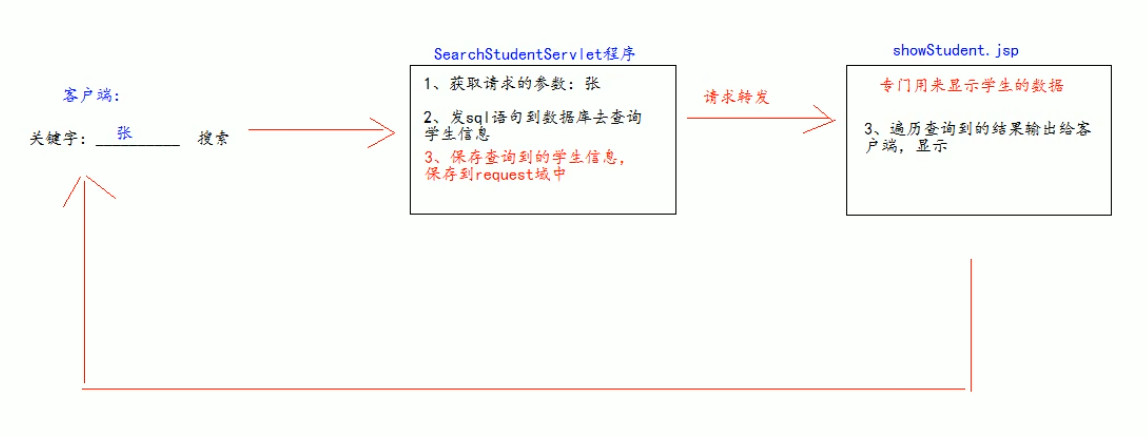 客户端:
关键字: 张 搜索
SearchStudentServlet程序
1、获取请求的参数: 张
2、发sql语句到数据库去查询
学生信息
3、保存查询到的学生信息，
保存到request域中
请求转发
showStudent.jsp
专门用来显示学生的数据
3、遍历查询到的结果输出给客
户端，显示